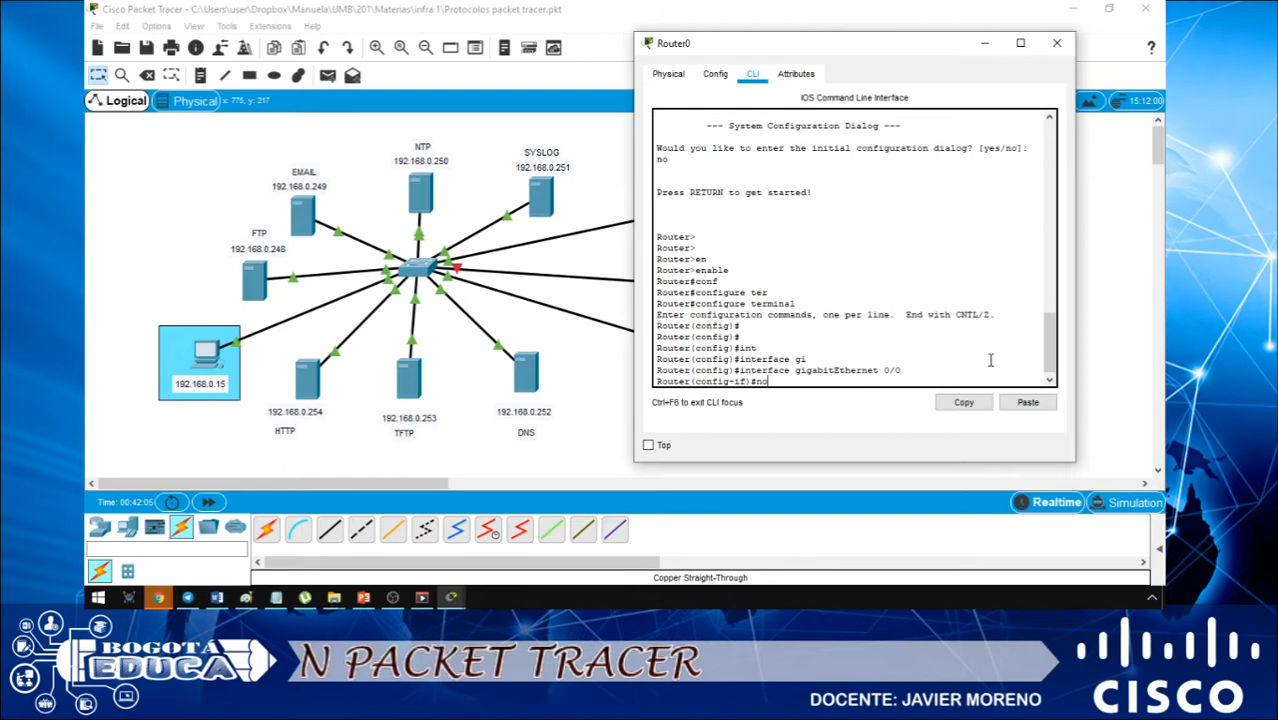 Cisco Packet Tracer - C:\Users\user\Dropbox\Manuela\UMB\201\Materias\infra 1\Protocolos packet tracer.pkt
File Edit Options View Tools Extensions Help
Logical
Physical
x: 775, y: 217
15:12:00
Router0
Physical Config CLI Attributes
IOS Command Line Interface
--- System Configuration Dialog ---
Would you like to enter the initial configuration dialog? [yes/no]:
no
Press RETURN to get started!
Router>
Router>
Router>en
Router>enable
Router#conf
Router#configure ter
Router#configure terminal
Enter configuration commands, one per line.  End with CNTL/Z.
Router(config)#
Router(config)#
Router(config)#int
Router(config)#interface gi
Router(config)#interface gigabitEthernet 0/0
Router(config-if)#no
Ctrl+F6 to exit CLI focus
Copy
Paste
Top
NTP
192.168.0.250
SYSLOG
192.168.0.251
EMAIL
192.168.0.249
FTP
192.168.0.248
192.168.0.15
192.168.0.254
HTTP
192.168.0.253
TFTP
192.168.0.252
DNS
Time: 00:42:05
Realtime
Simulation
Copper Straight-Through
BOGOTÁ
EDUCA
N PACKET TRACER
DOCENTE: JAVIER MORENO
CISCO